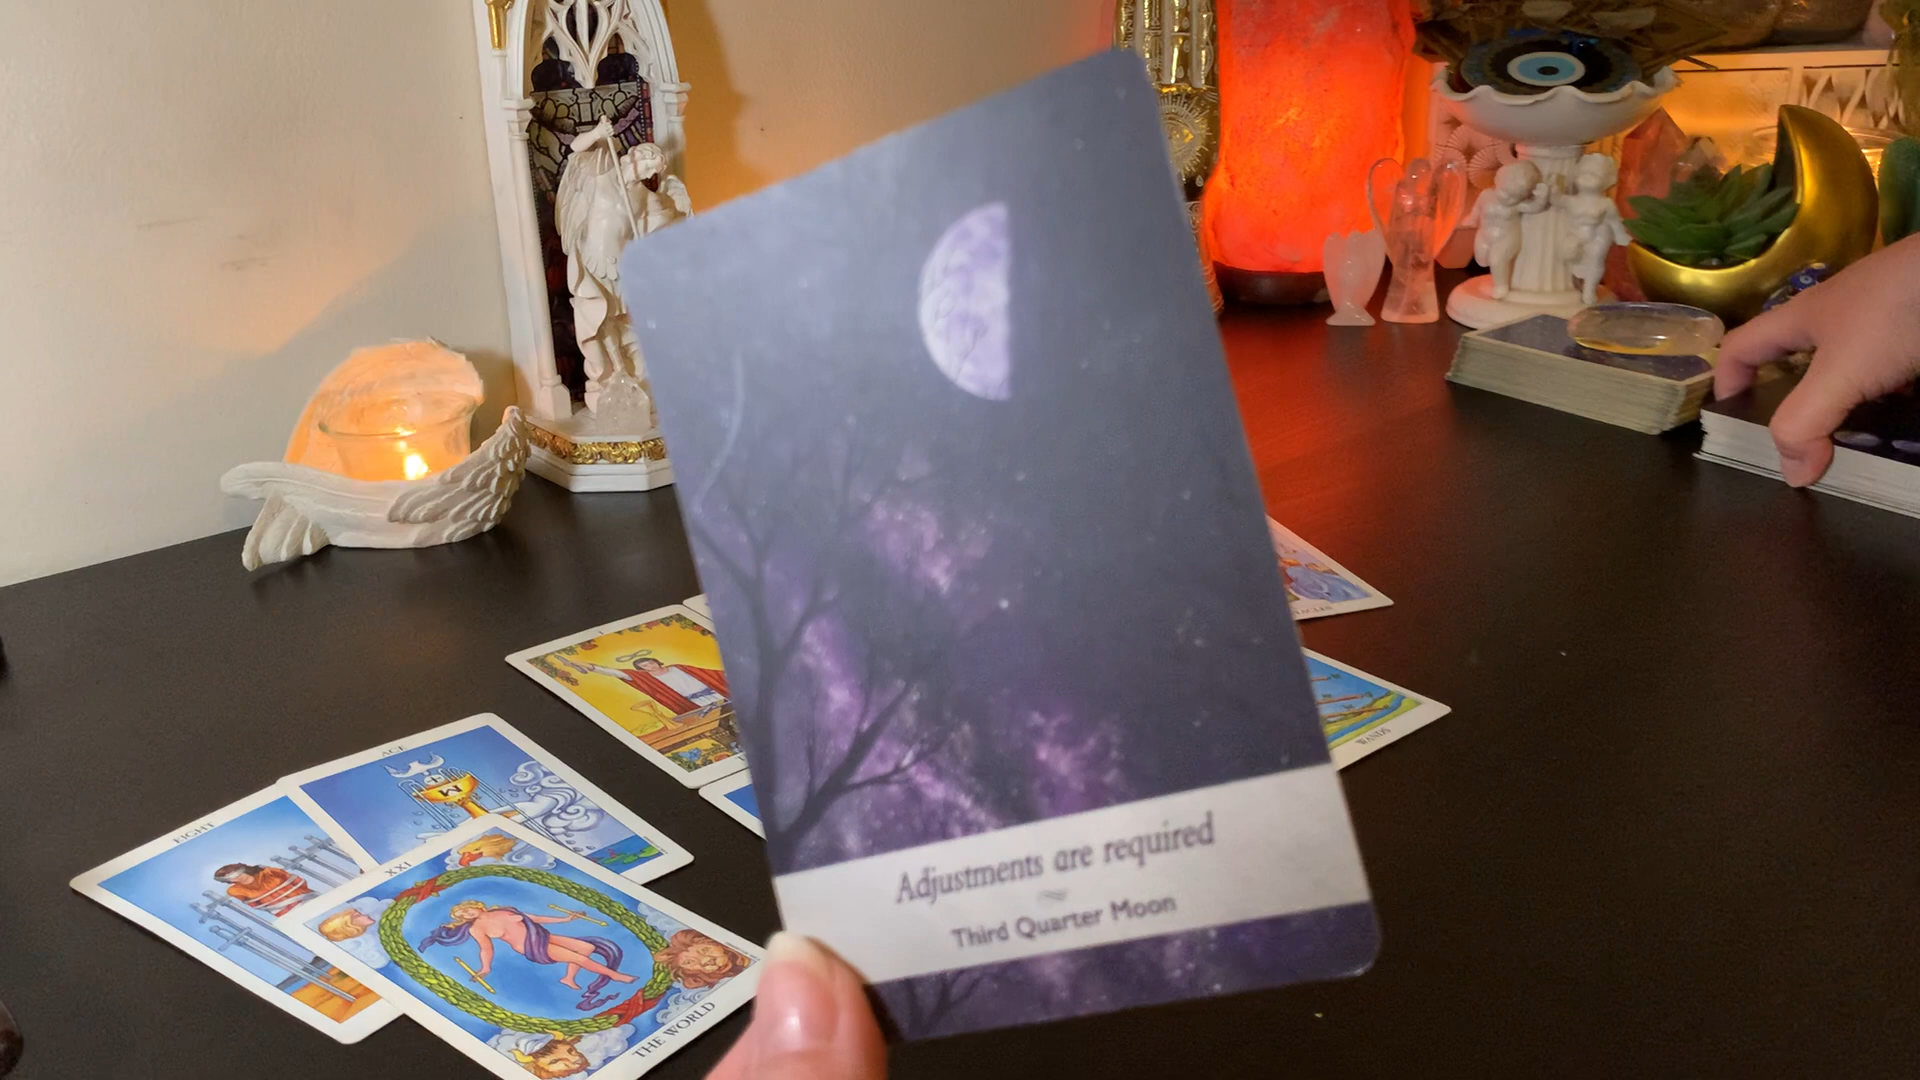 Adjustments are required
Third Quarter Moon
WANDS
ACE
EIGHT
XXI
THE WORLD